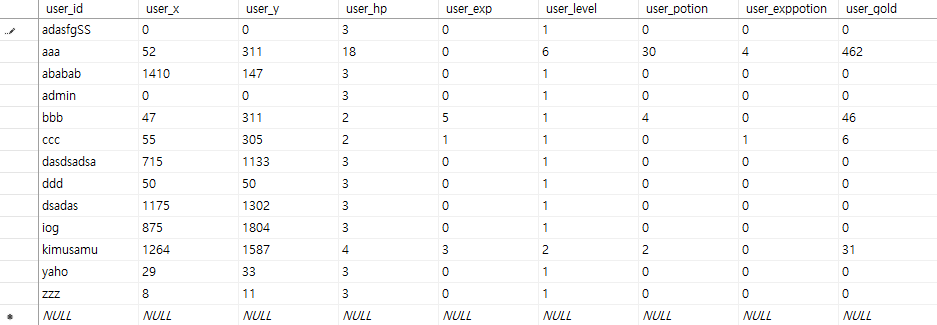 user_id user_x user_y user_hp user_exp user_level user_potion user_exppotion user_gold
adasfgSS 0 0 3 0 1 0 0 0
aaa 52 311 18 0 6 30 4 462
ababab 1410 147 3 0 1 0 0 0
admin 0 0 3 0 1 0 0 0
bbb 47 311 2 5 1 4 0 46
ccc 55 305 2 1 1 0 1 6
dasdsadsa 715 1133 3 0 1 0 0 0
ddd 50 50 3 0 1 0 0 0
dsadas 1175 1302 3 0 1 0 0 0
iog 875 1804 3 0 1 0 0 0
kimusamu 1264 1587 4 3 2 2 0 31
yaho 29 33 3 0 1 0 0 0
zzz 8 11 3 0 1 0 0 0
NULL NULL NULL NULL NULL NULL NULL NULL NULL